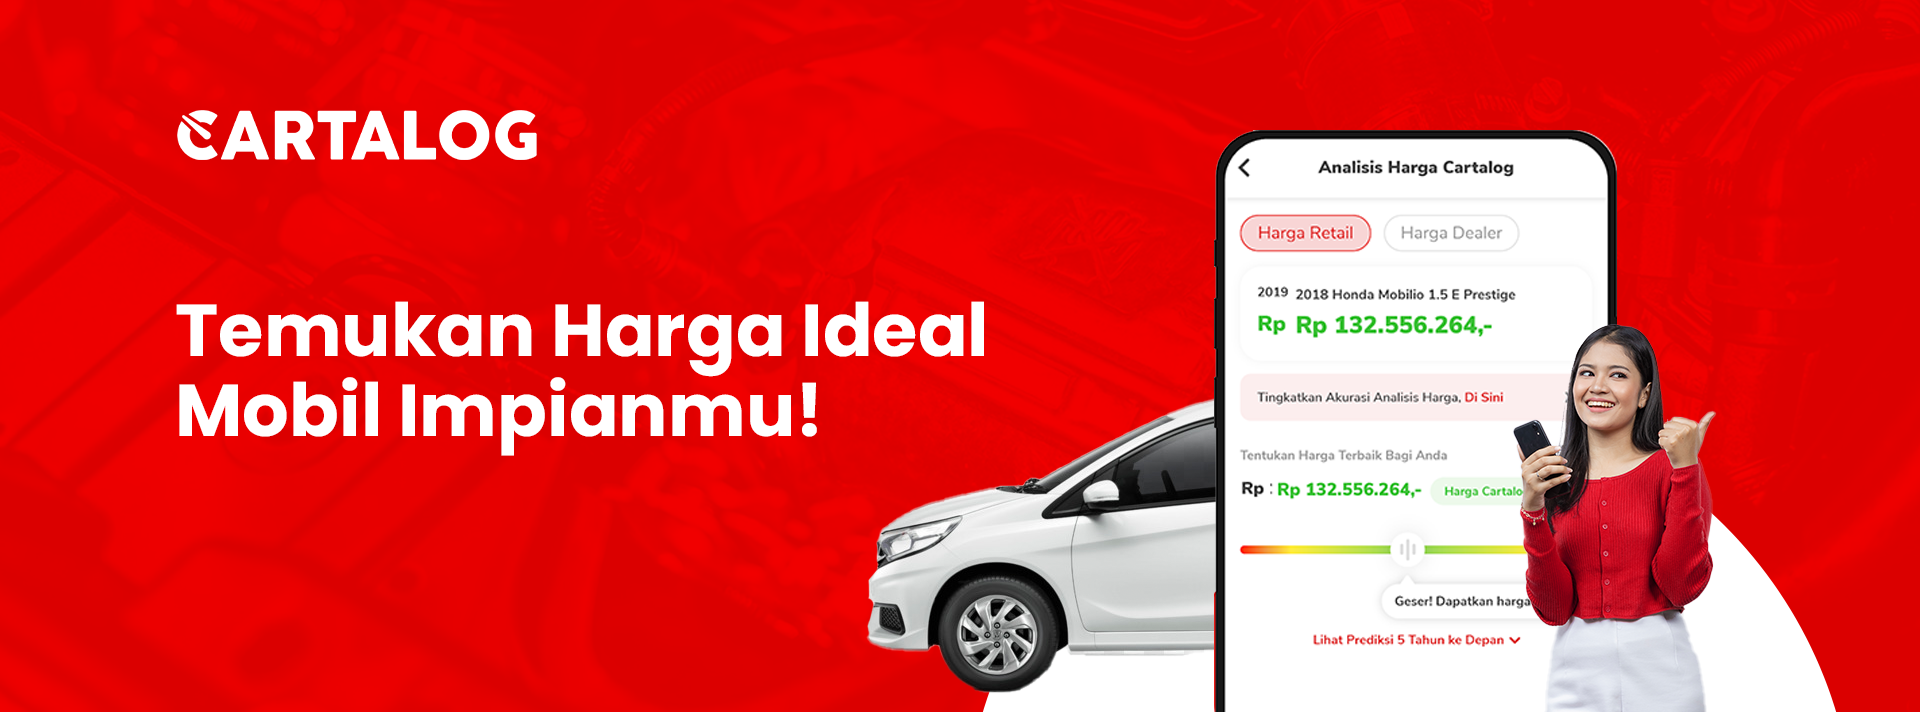 CARTALOG
Temukan Harga Ideal
Mobil Impianmu!
Analisis Harga Cartalog
Harga Retail
Harga Dealer
2019 2018 Honda Mobilio 1.5 E Prestige
Rp Rp 132.556.264,-
Tingkatkan Akurasi Analisis Harga, Di Sini
Tentukan Harga Terbaik Bagi Anda
Rp : Rp 132.556.264,- Harga Cartalo
Geser! Dapatkan harga
Lihat Prediksi 5 Tahun ke Depan